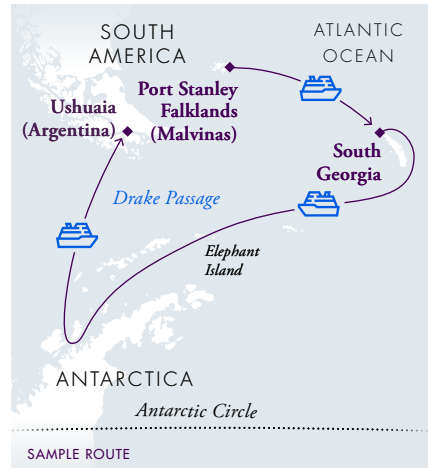 SOUTH
AMERICA
ATLANTIC
OCEAN
Port Stanley
Falklands
(Malvinas)
Ushuaia
(Argentina)
South
Georgia
Drake Passage
Elephant
Island
ANTARCTICA
Antarctic Circle
SAMPLE ROUTE